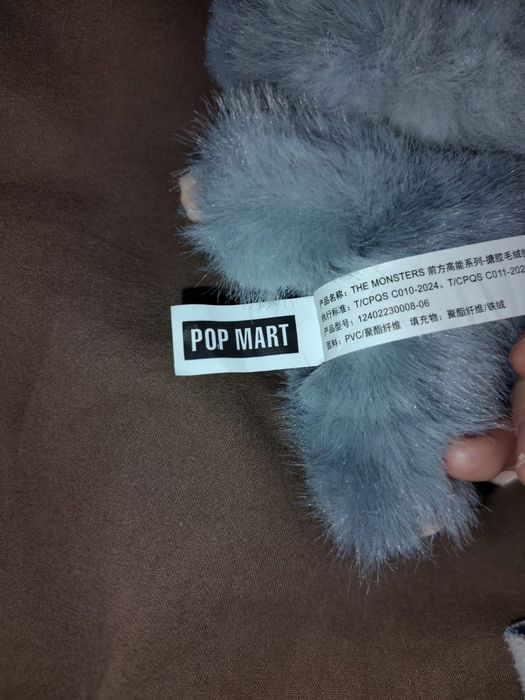 POP MART
产品名称：THE MONSTERS 前方高能系列-搪胶毛绒
执行标准：T/CPQS C010-2024、T/CPQS C011-202
产品型号：12402230008-06
面料：PVC/聚酯纤维 填充物：聚酯纤维/铁绒